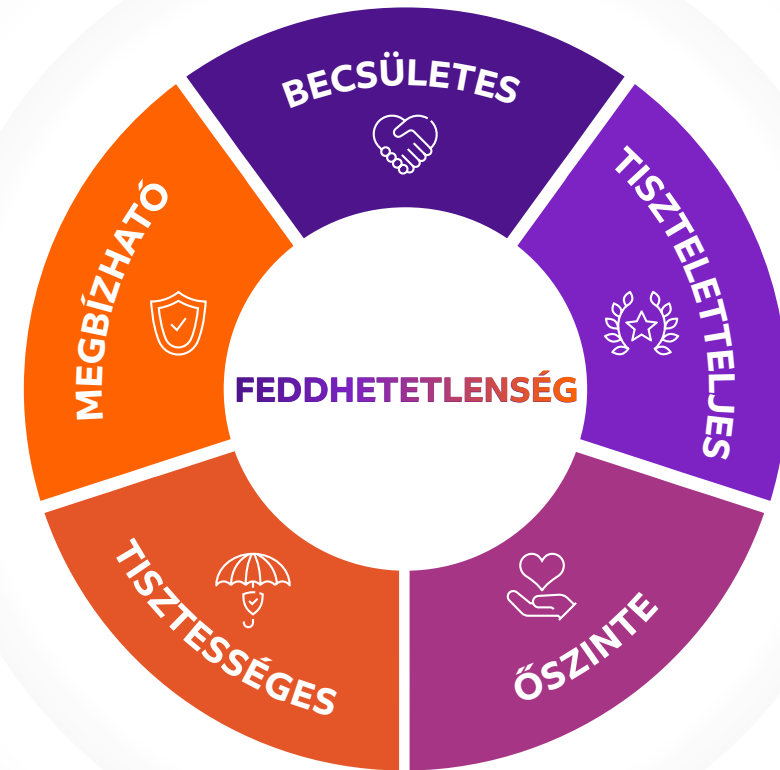 BECSÜLETES
TISZTELETTELJES
ŐSZINTE
TISZTESSÉGES
MEGBÍZHATÓ
FEDDHETETLENSÉG